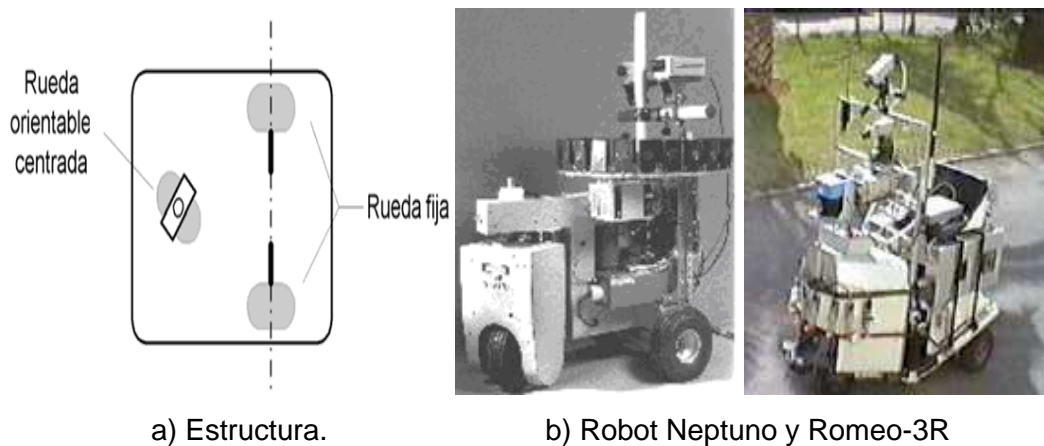 Rueda
orientable
centrada
Rueda fija
a) Estructura.
b) Robot Neptuno y Romeo-3R